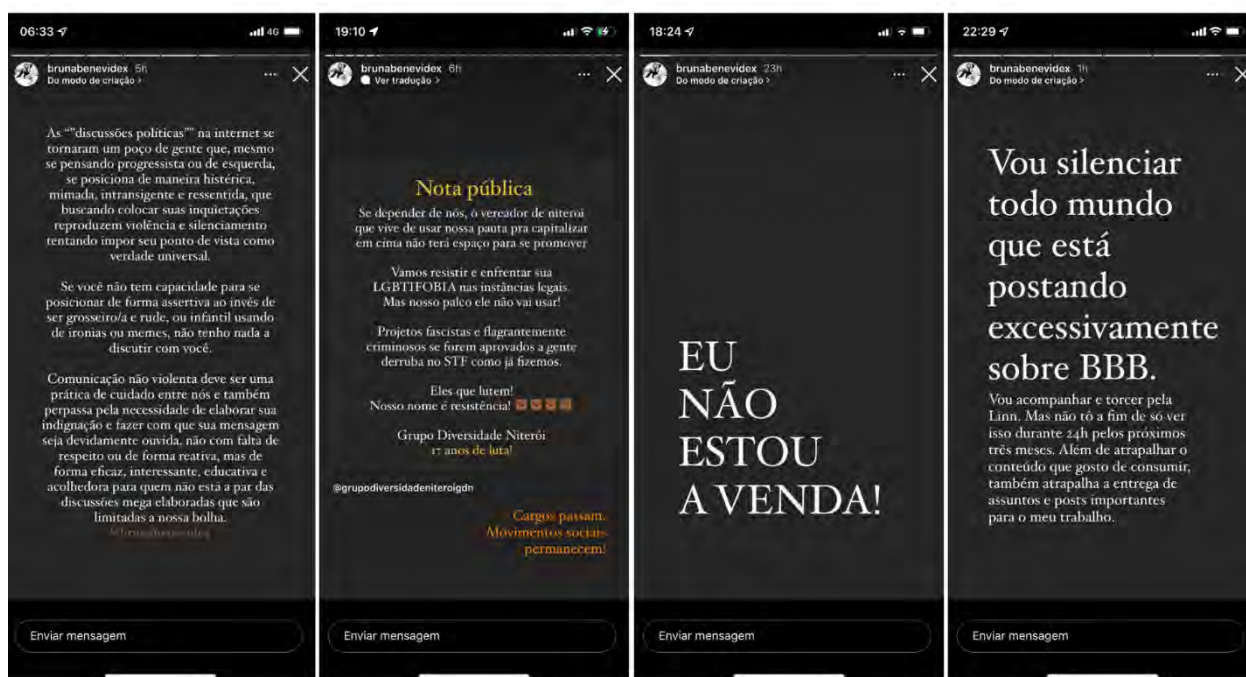 06:33
4G
brunabenevidex 5h
Do modo de criação >
As “"discussões políticas"” na internet se
tornaram um poço de gente que, mesmo
se pensando progressista ou de esquerda,
se posiciona de maneira histérica,
mimada, intransigente e ressentida, que
buscando colocar suas inquietações
reproduzem violência e silenciamento
tentando impor seu ponto de vista como
verdade universal.
Se você não tem capacidade para se
posicionar de forma assertiva ao invés de
ser grosseiro/a e rude, ou infantil usando
de ironias ou memes, não tenho nada a
discutir com você.
Comunicação não violenta deve ser uma
prática de cuidado entre nós e também
perpassa pela necessidade de elaborar sua
indignação e fazer com que sua mensagem
seja devidamente ouvida, não com falta de
respeito ou de forma reativa, mas de
forma eficaz, interessante, educativa e
acolhedora para quem não está a par das
discussões mega elaboradas que são
limitadas a nossa bolha.
Enviar mensagem
19:10
brunabenevidex 6h
Ver tradução >
Nota pública
Se depender de nós, o vereador de niteroi
que vive de usar nossa pauta pra capitalizar
em cima não terá espaço para se promover
Vamos resistir e enfrentar sua
LGBTIFOBIA nas instâncias legais.
Mas nosso palco ele não vai usar!
Projetos fascistas e flagrantemente
criminosos se forem aprovados a gente
derruba no STF como já fizemos.
Eles que lutem!
Nosso nome é resistência!
Grupo Diversidade Niterói
17 anos de luta!
@grupodiversidadeniteroigdn
Cargos passam.
Movimentos sociais
permanecem!
Enviar mensagem
18:24
brunabenevidex 23h
Do modo de criação >
EU
NÃO
ESTOU
A VENDA!
Enviar mensagem
22:29
brunabenevidex 1h
Do modo de criação >
Vou silenciar
todo mundo
que está
postando
excessivamente
sobre BBB.
Vou acompanhar e torcer pela
Linn. Mas não tô a fim de só ver
isso durante 24h pelos próximos
três meses. Além de atrapalhar o
conteúdo que gosto de consumir,
também atrapalha a entrega de
assuntos e posts importantes
para o meu trabalho.
Enviar mensagem